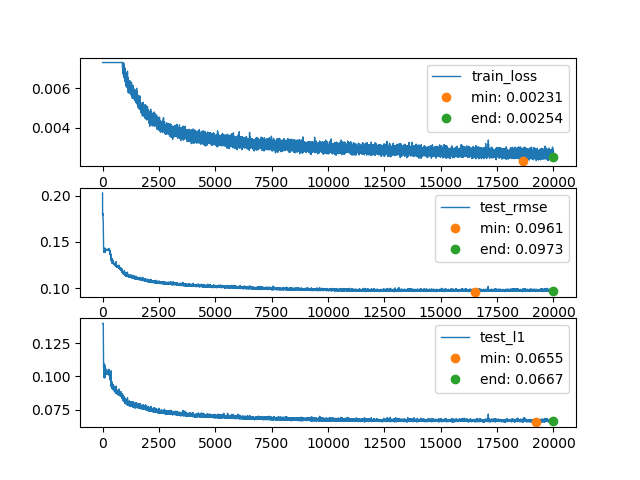 train_loss
min: 0.00231
end: 0.00254
0.006
0.004
0 2500 5000 7500 10000 12500 15000 17500 20000
test_rmse
min: 0.0961
end: 0.0973
0.20
0.15
0.10
0 2500 5000 7500 10000 12500 15000 17500 20000
test_l1
min: 0.0655
end: 0.0667
0.125
0.100
0.075
0 2500 5000 7500 10000 12500 15000 17500 20000